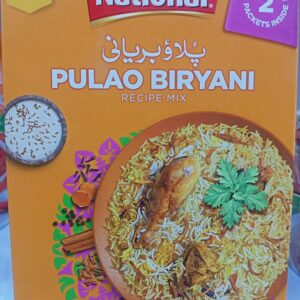 National
2
PACKETS INSIDE
پلاؤ بریانی
PULAO BIRYANI
RECIPE MIX